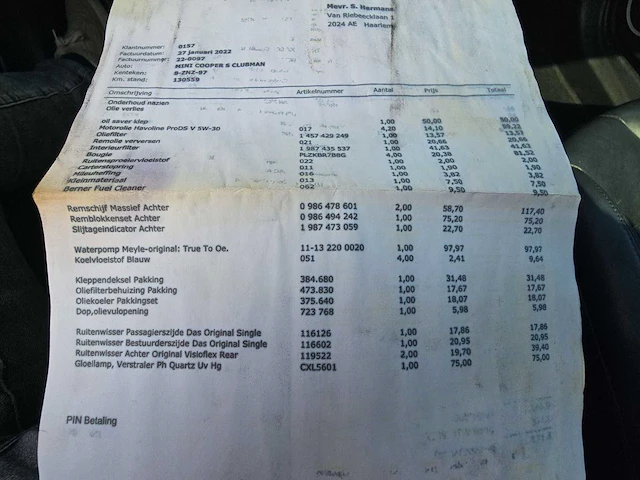 Mevr. S. Hermans
Van Riebeecklaan 1
2024 AE Haarlem
Klantnummer: 0157
Factuurdatum: 27 januari 2022
Factuurnummer: 22-0097
Auto: MINI COOPER S CLUBMAN
Kenteken: 8-ZNZ-97
Km. stand: 130559
Omschrijving Artikelnummer Aantal Prijs Totaal
Onderhoud nazien
Olie verlies
oil saver klep 1,00 50,00 50,00
Motorolie Havoline ProDS V 5W-30 017 4,20 14,10
Oliefilter 1 457 429 249 1,00 13,57 13,57
Remolie verversen 021 1,00 20,66 20,66
Interieurfilter 1 987 435 537 1,00 41,63 41,63
Bougie PLZKBR7B8G 4,00 20,38 81,52
Ruitensproeiervloeistof 022 1,00 2,00 2,00
Carterstopring 011 1,00 1,90 1,90
Milieuheffing 016 1,00 3,82 3,82
Kleinmateriaal 013 1,00 7,50 7,50
Berner Fuel Cleaner 062 1,00 9,50 9,50
Remschijf Massief Achter 0 986 478 601 2,00 58,70 117,40
Remblokkenset Achter 0 986 494 242 1,00 75,20 75,20
Slijtageindicator Achter 1 987 473 059 1,00 22,70 22,70
Waterpomp Meyle-original: True To Oe. 11-13 220 0020 1,00 97,97 97,97
Koelvloeistof Blauw 051 4,00 2,41 9,64
Kleppendeksel Pakking 384.680 1,00 31,48 31,48
Oliefilterbehuizing Pakking 473.830 1,00 17,67 17,67
Oliekoeler Pakkingset 375.640 1,00 18,07 18,07
Dop,olievulopening 723 768 1,00 5,98 5,98
Ruitenwisser Passagierszijde Das Original Single 116126 1,00 17,86 17,86
Ruitenwisser Bestuurderszijde Das Original Single 116602 1,00 20,95 20,95
Ruitenwisser Achter Original Visioflex Rear 119522 2,00 19,70 39,40
Gloeilamp, Verstraler Ph Quartz Uv Hg CXL5601 1,00 75,00 75,00
PIN Betaling